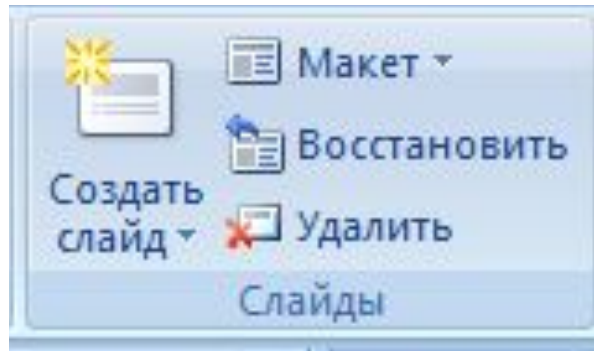 Создать
слайд
Макет
Восстановить
Удалить
Слайды